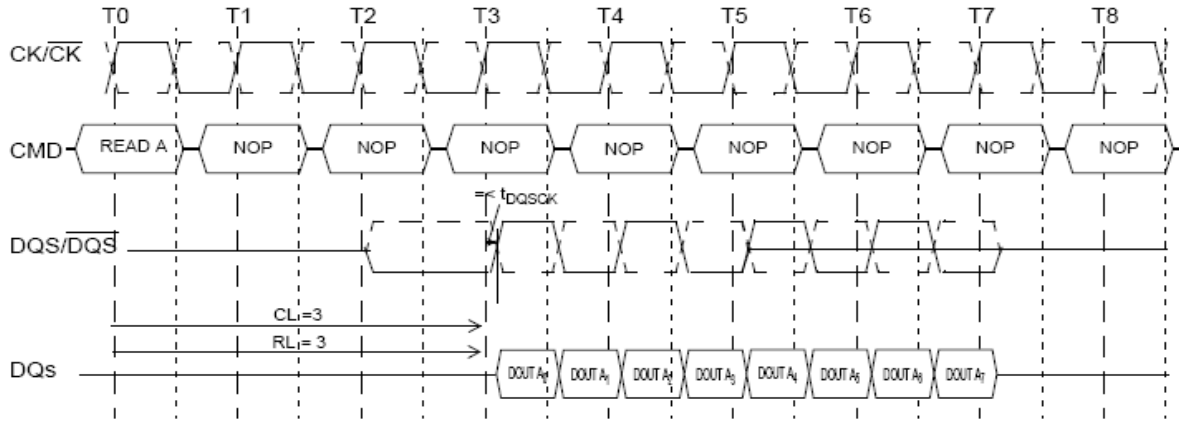 T0 T1 T2 T3 T4 T5 T6 T7 T8
CK/CK
CMD READ A NOP NOP NOP NOP NOP NOP NOP NOP
=< tDQSCK
DQS/DQS
CL =3
RL = 3
DQs DOUT A0 DOUT A1 DOUT A2 DOUT A3 DOUT A4 DOUT A5 DOUT A6 DOUT A7